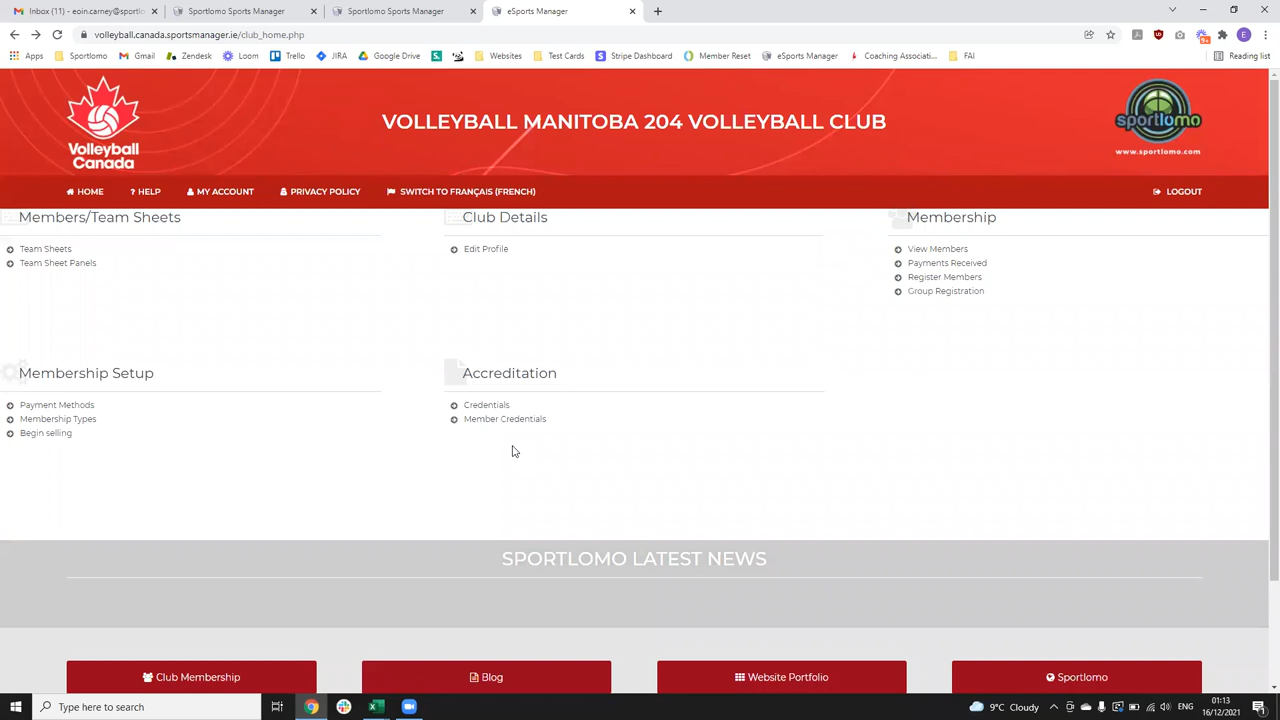 Inbox (1) - eoin.carney@sportlo
eSports Manager
eSports Manager
eSports Manager
volleyball.canada.sportsmanager.ie/club_home.php
Apps
Sportlomo
Gmail
Zendesk
Loom
Trello
JIRA
Google Drive
Websites
Test Cards
Stripe Dashboard
Member Reset
eSports Manager
Coaching Associati...
FAI
Reading list
Volleyball
Canada
VOLLEYBALL MANITOBA 204 VOLLEYBALL CLUB
sportlomo
www.sportlomo.com
HOME
HELP
MY ACCOUNT
PRIVACY POLICY
SWITCH TO FRANÇAIS (FRENCH)
LOGOUT
Members/Team Sheets
Team Sheets
Team Sheet Panels
Club Details
Edit Profile
Membership
View Members
Payments Received
Register Members
Group Registration
Membership Setup
Payment Methods
Membership Types
Begin selling
Accreditation
Credentials
Member Credentials
SPORTLOMO LATEST NEWS
Club Membership
Blog
Website Portfolio
Sportlomo
Type here to search
9°C Cloudy
ENG
01:13
16/12/2021